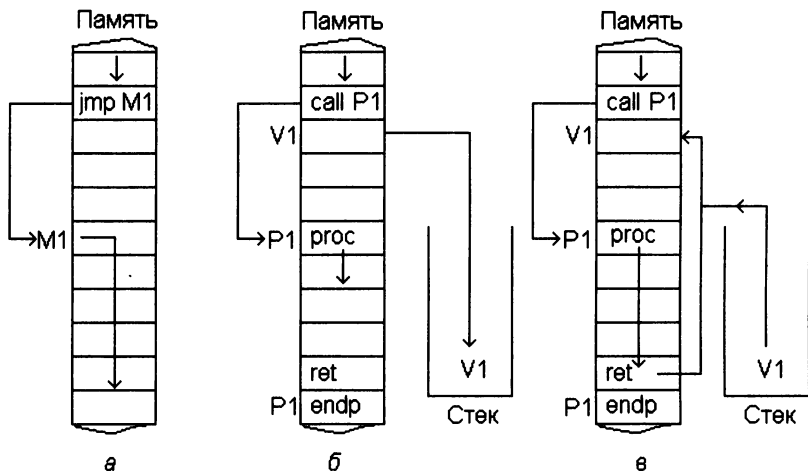 Память
jmp M1
M1
а
Память
call P1
V1
P1 proc
ret
P1 endp
V1
Стек
б
Память
call P1
V1
P1 proc
ret
P1 endp
V1
Стек
в